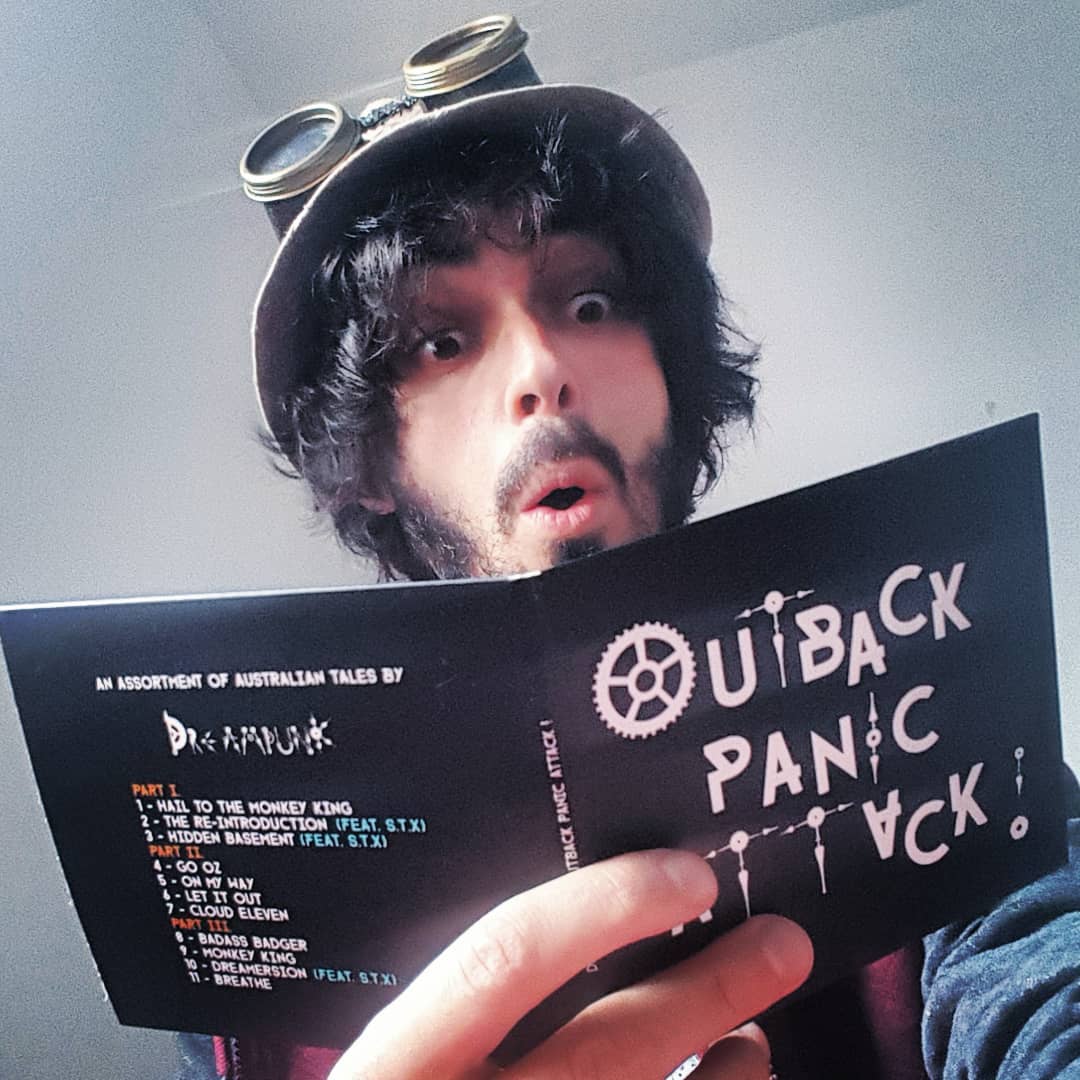 AN ASSORTMENT OF AUSTRALIAN TALES BY
DREAMPUNK
PART I
1 - HAIL TO THE MONKEY KING
2 - THE RE-INTRODUCTION (FEAT. S.T.X)
3 - HIDDEN BASEMENT (FEAT. S.T.X)
PART II
4 - GO OZ
5 - ON MY WAY
6 - LET IT OUT
7 - CLOUD ELEVEN
PART III
8 - BADASS BADGER
9 - MONKEY KING
10 - DREAMERSION (FEAT. S.T.X)
11 - BREATHE
OUTBACK PANIC ATTACK !
OUTBACK
PANIC
ATTACK !